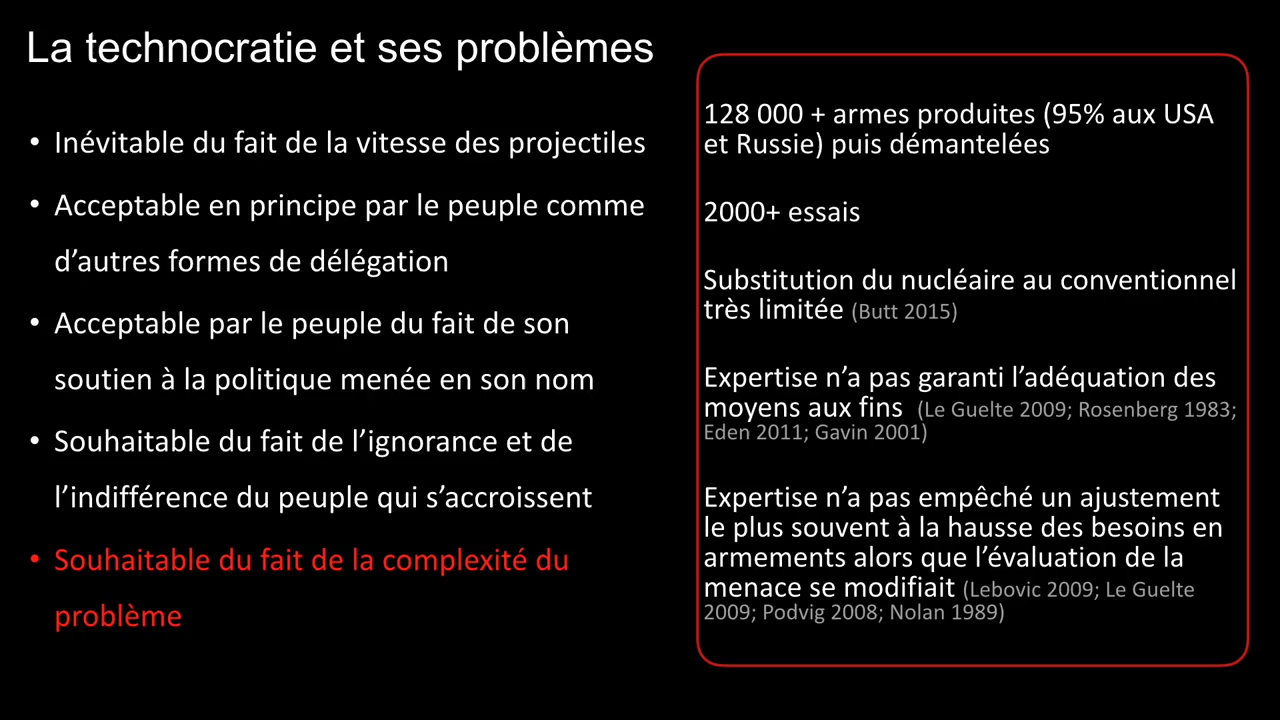 La technocratie et ses problèmes
• Inévitable du fait de la vitesse des projectiles
• Acceptable en principe par le peuple comme
d’autres formes de délégation
• Acceptable par le peuple du fait de son
soutien à la politique menée en son nom
• Souhaitable du fait de l’ignorance et de
l’indifférence du peuple qui s’accroissent
• Souhaitable du fait de la complexité du
problème
128 000 + armes produites (95% aux USA
et Russie) puis démantelées
2000+ essais
Substitution du nucléaire au conventionnel
très limitée (Butt 2015)
Expertise n’a pas garanti l’adéquation des
moyens aux fins (Le Guelte 2009; Rosenberg 1983;
Eden 2011; Gavin 2001)
Expertise n’a pas empêché un ajustement
le plus souvent à la hausse des besoins en
armements alors que l’évaluation de la
menace se modifiait (Lebovic 2009; Le Guelte
2009; Podvig 2008; Nolan 1989)